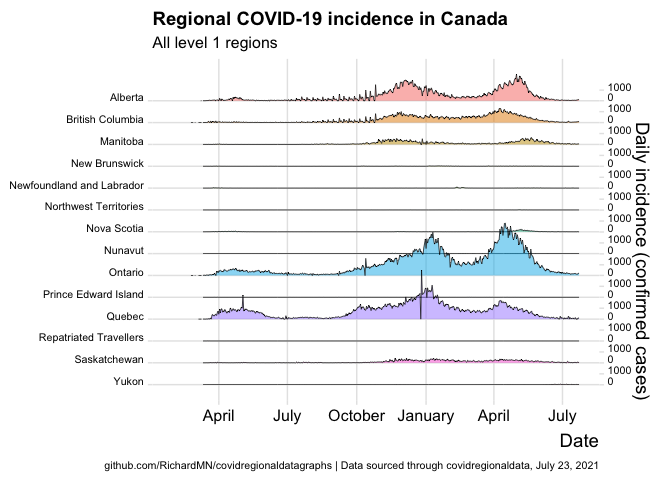 Regional COVID-19 incidence in Canada
All level 1 regions
Alberta
1000
0
British Columbia
1000
0
Manitoba
1000
0
New Brunswick
1000
0
Newfoundland and Labrador
1000
0
Northwest Territories
1000
0
Nova Scotia
1000
0
Nunavut
1000
0
Ontario
1000
0
Prince Edward Island
1000
0
Quebec
1000
0
Repatriated Travellers
1000
0
Saskatchewan
1000
0
Yukon
1000
0
Daily incidence (confirmed cases)
April July October January April July
Date
github.com/RichardMN/covidregionaldatagraphs | Data sourced through covidregionaldata, July 23, 2021